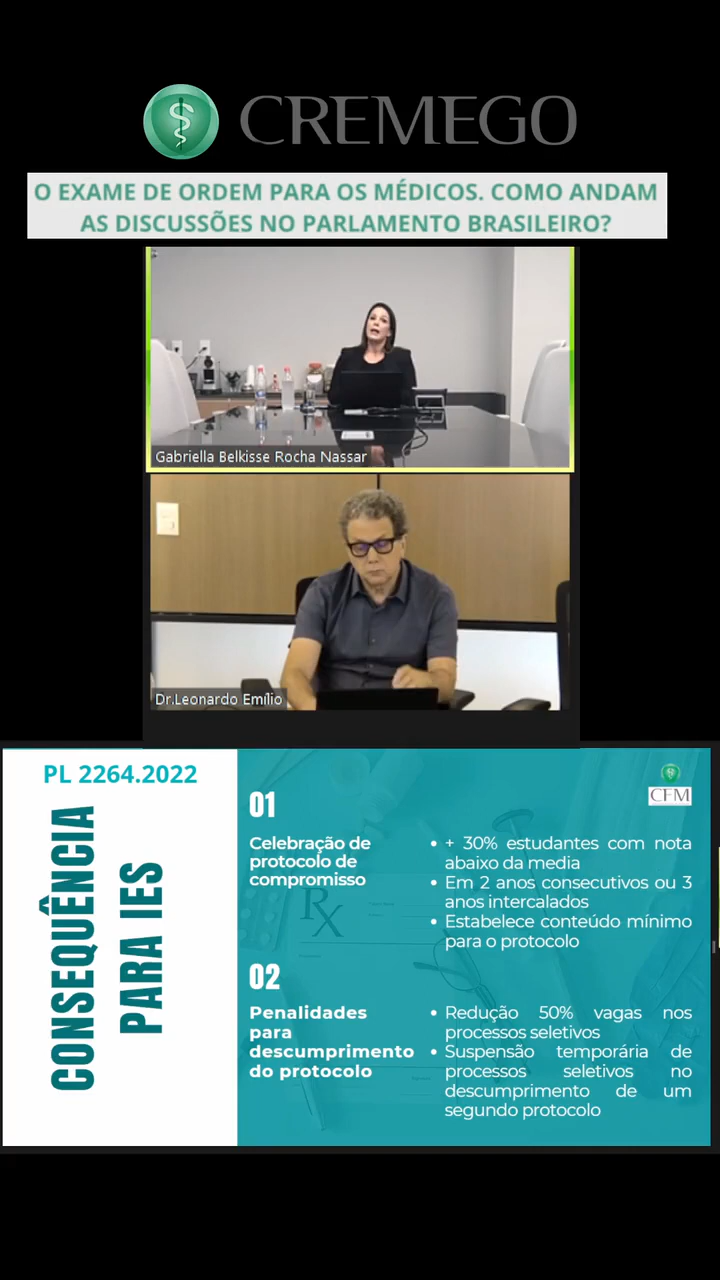 CREMEGO
O EXAME DE ORDEM PARA OS MÉDICOS. COMO ANDAM
AS DISCUSSÕES NO PARLAMENTO BRASILEIRO?
Gabriella Belkisse Rocha Nassar
Dr.Leonardo Emílio
PL 2264.2022
CONSEQUÊNCIA
PARA IES
CFM
01
Celebração de
protocolo de
compromisso
• + 30% estudantes com nota
abaixo da media
• Em 2 anos consecutivos ou 3
anos intercalados
• Estabelece conteúdo mínimo
para o protocolo
RX
02
Penalidades
para
descumprimento
do protocolo
• Redução 50% vagas nos
processos seletivos
• Suspensão temporária de
processos seletivos no
descumprimento de um
segundo protocolo